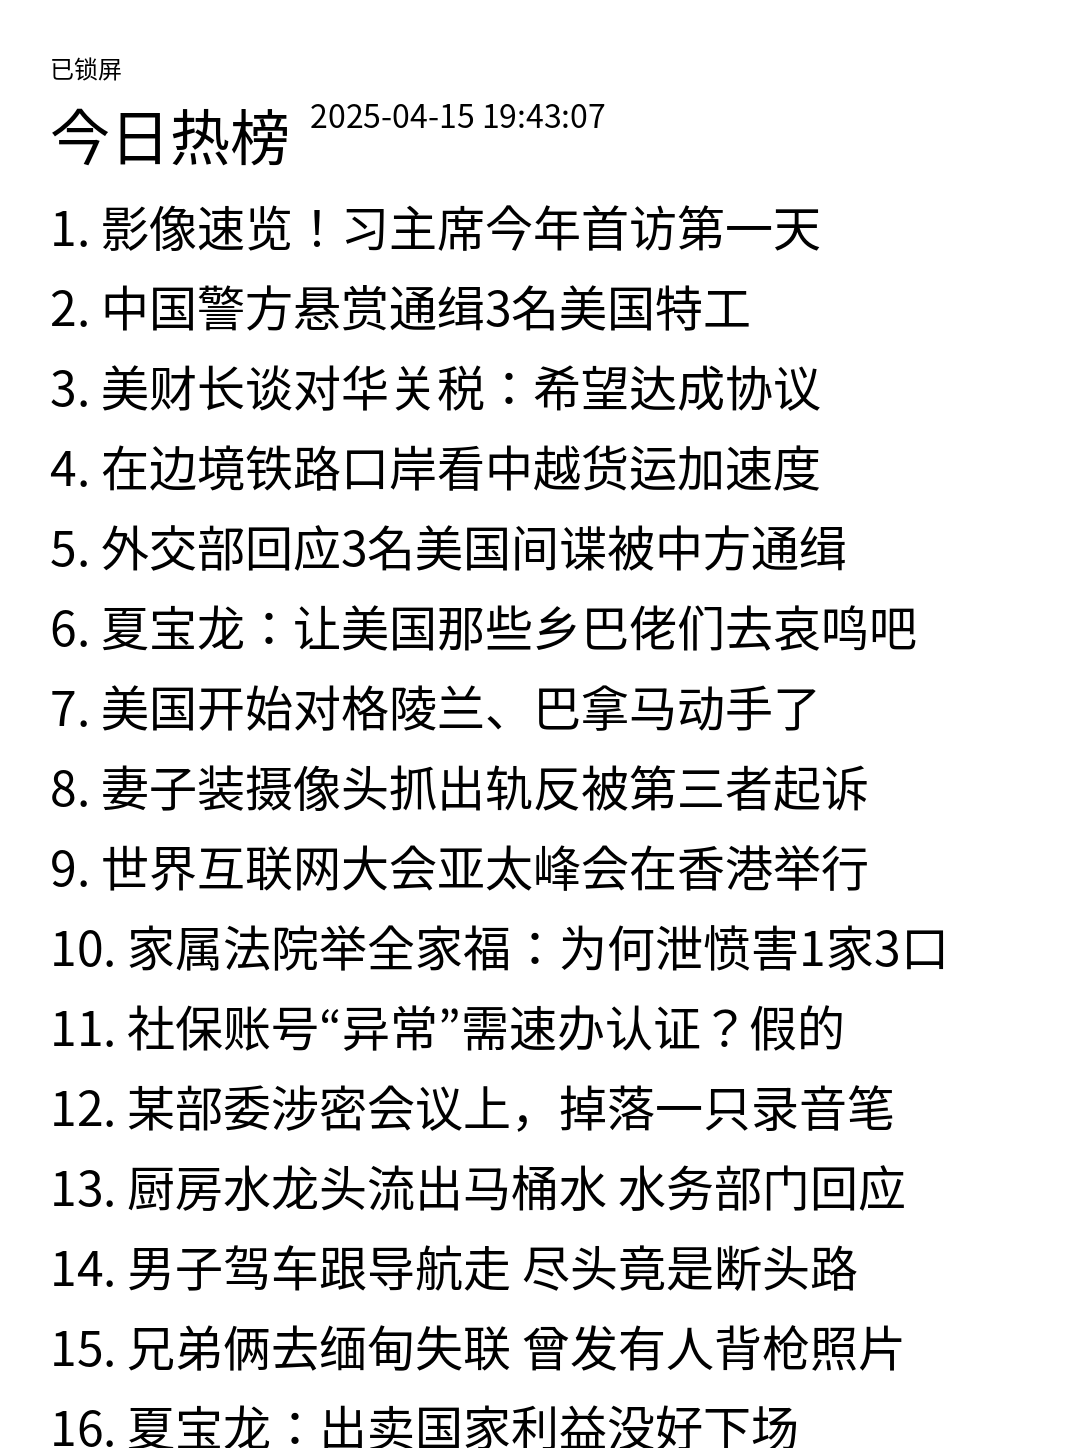 已锁屏
今日热榜 2025-04-15 19:43:07
1. 影像速览！习主席今年首访第一天
2. 中国警方悬赏通缉3名美国特工
3. 美财长谈对华关税：希望达成协议
4. 在边境铁路口岸看中越货运加速度
5. 外交部回应3名美国间谍被中方通缉
6. 夏宝龙：让美国那些乡巴佬们去哀鸣吧
7. 美国开始对格陵兰、巴拿马动手了
8. 妻子装摄像头抓出轨反被第三者起诉
9. 世界互联网大会亚太峰会在香港举行
10. 家属法院举全家福：为何泄愤害1家3口
11. 社保账号“异常”需速办认证？假的
12. 某部委涉密会议上，掉落一只录音笔
13. 厨房水龙头流出马桶水 水务部门回应
14. 男子驾车跟导航走 尽头竟是断头路
15. 兄弟俩去缅甸失联 曾发有人背枪照片
16. 夏宝龙：出卖国家利益没好下场